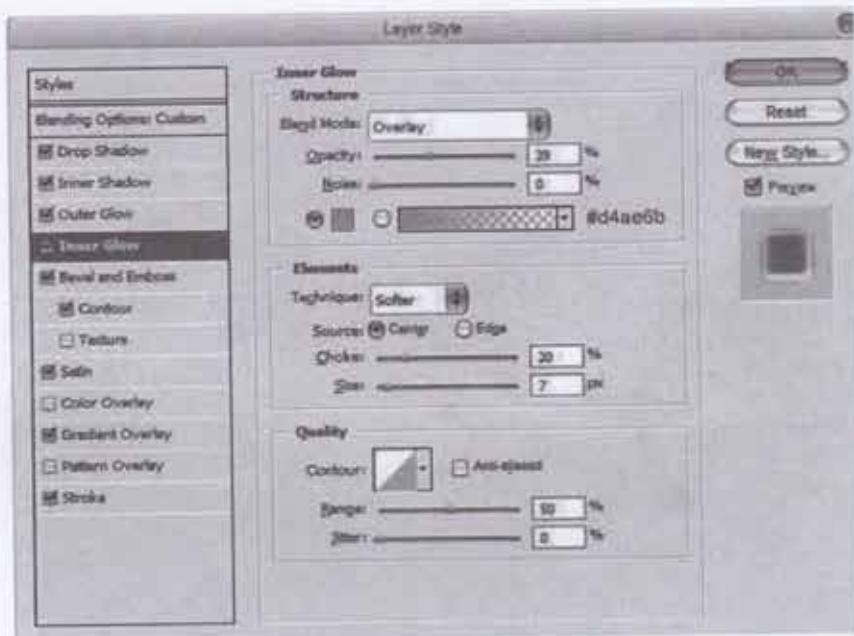 Layer Style
Styles
Blending Options: Custom
Drop Shadow
Inner Shadow
Outer Glow
Inner Glow
Bevel and Emboss
Contour
Texture
Satin
Color Overlay
Gradient Overlay
Pattern Overlay
Stroke
Inner Glow
Structure
Blend Mode: Overlay
Opacity: 39 %
Noise: 0 %
#d4ae6b
Elements
Technique: Softer
Source: Center Edge
Choke: 20 %
Size: 7 px
Quality
Contour: Anti-aliased
Range: 50 %
Jitter: 0 %
OK
Reset
New Style...
Preview